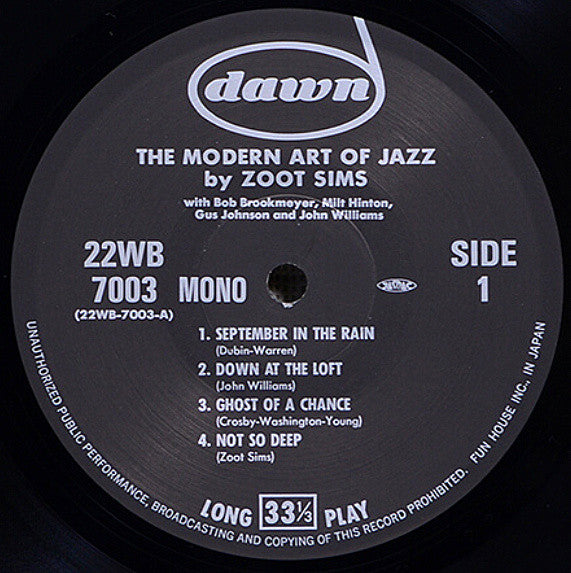 dawn
THE MODERN ART OF JAZZ
by ZOOT SIMS
with Bob Brookmeyer, Milt Hinton,
Gus Johnson and John Williams
22WB
7003 MONO
(22WB-7003-A)
SIDE
1
1. SEPTEMBER IN THE RAIN
(Dubin-Warren)
2. DOWN AT THE LOFT
(John Williams)
3. GHOST OF A CHANCE
(Crosby-Washington-Young)
4. NOT SO DEEP
(Zoot Sims)
LONG 33 1/3 PLAY
UNAUTHORIZED PUBLIC PERFORMANCE, BROADCASTING AND COPYING OF THIS RECORD PROHIBITED. FUN HOUSE INC., IN JAPAN